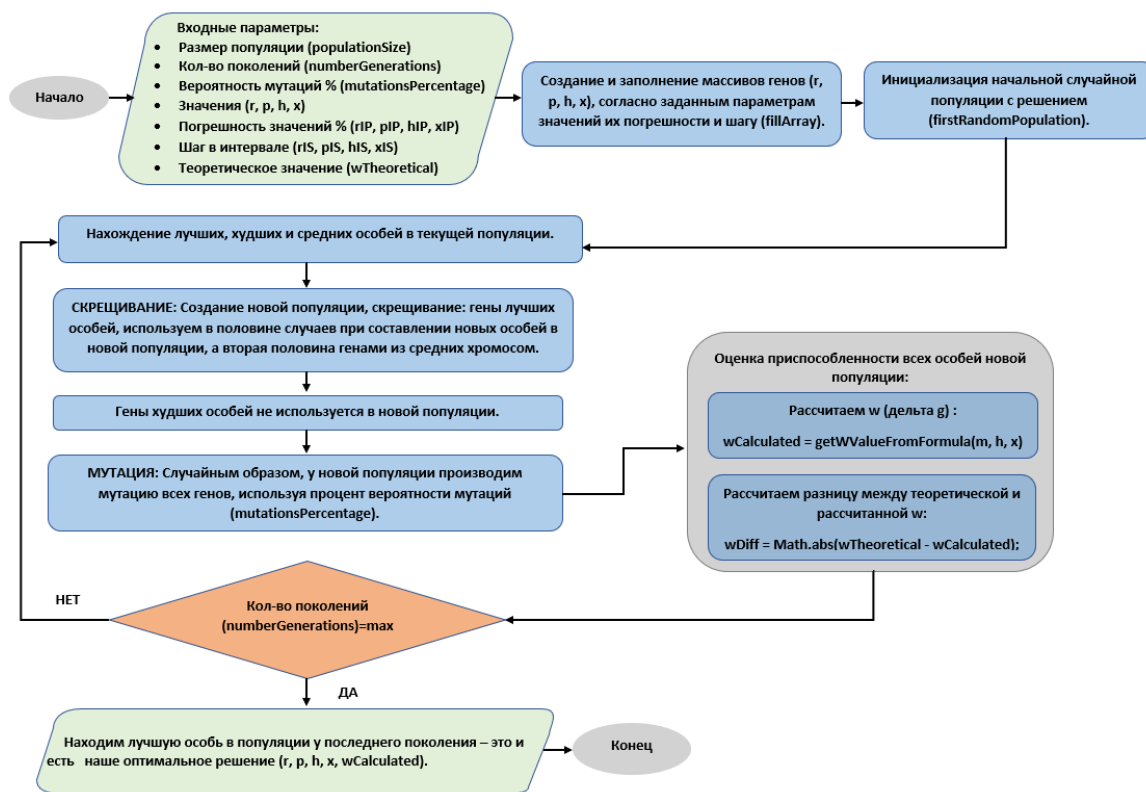 Начало
Входные параметры:
• Размер популяции (populationSize)
• Кол-во поколений (numberGenerations)
• Вероятность мутаций % (mutationsPercentage)
• Значения (r, p, h, x)
• Погрешность значений % (rIP, pIP, hIP, xIP)
• Шаг в интервале (rIS, pIS, hIS, xIS)
• Теоретическое значение (wTheoretical)
Создание и заполнение массивов генов (r,
p, h, x), согласно заданным параметрам
значений их погрешности и шагу (fillArray).
Инициализация начальной случайной
популяции с решением
(firstRandomPopulation).
Нахождение лучших, худших и средних особей в текущей популяции.
СКРЕЩИВАНИЕ: Создание новой популяции, скрещивание: гены лучших
особей, используем в половине случаев при составлении новых особей в
новой популяции, а вторая половина генами из средних хромосом.
Гены худших особей не используется в новой популяции.
МУТАЦИЯ: Случайным образом, у новой популяции производим
мутацию всех генов, используя процент вероятности мутаций
(mutationsPercentage).
Оценка приспособленности всех особей новой
популяции:
Рассчитаем w (дельта g) :
wCalculated = getWValueFromFormula(m, h, x)
Рассчитаем разницу между теоретической и
рассчитанной w:
wDiff = Math.abs(wTheoretical - wCalculated);
НЕТ
Кол-во поколений
(numberGenerations)=max
ДА
Находим лучшую особь в популяции у последнего поколения – это и
есть наше оптимальное решение (r, p, h, x, wCalculated).
Конец